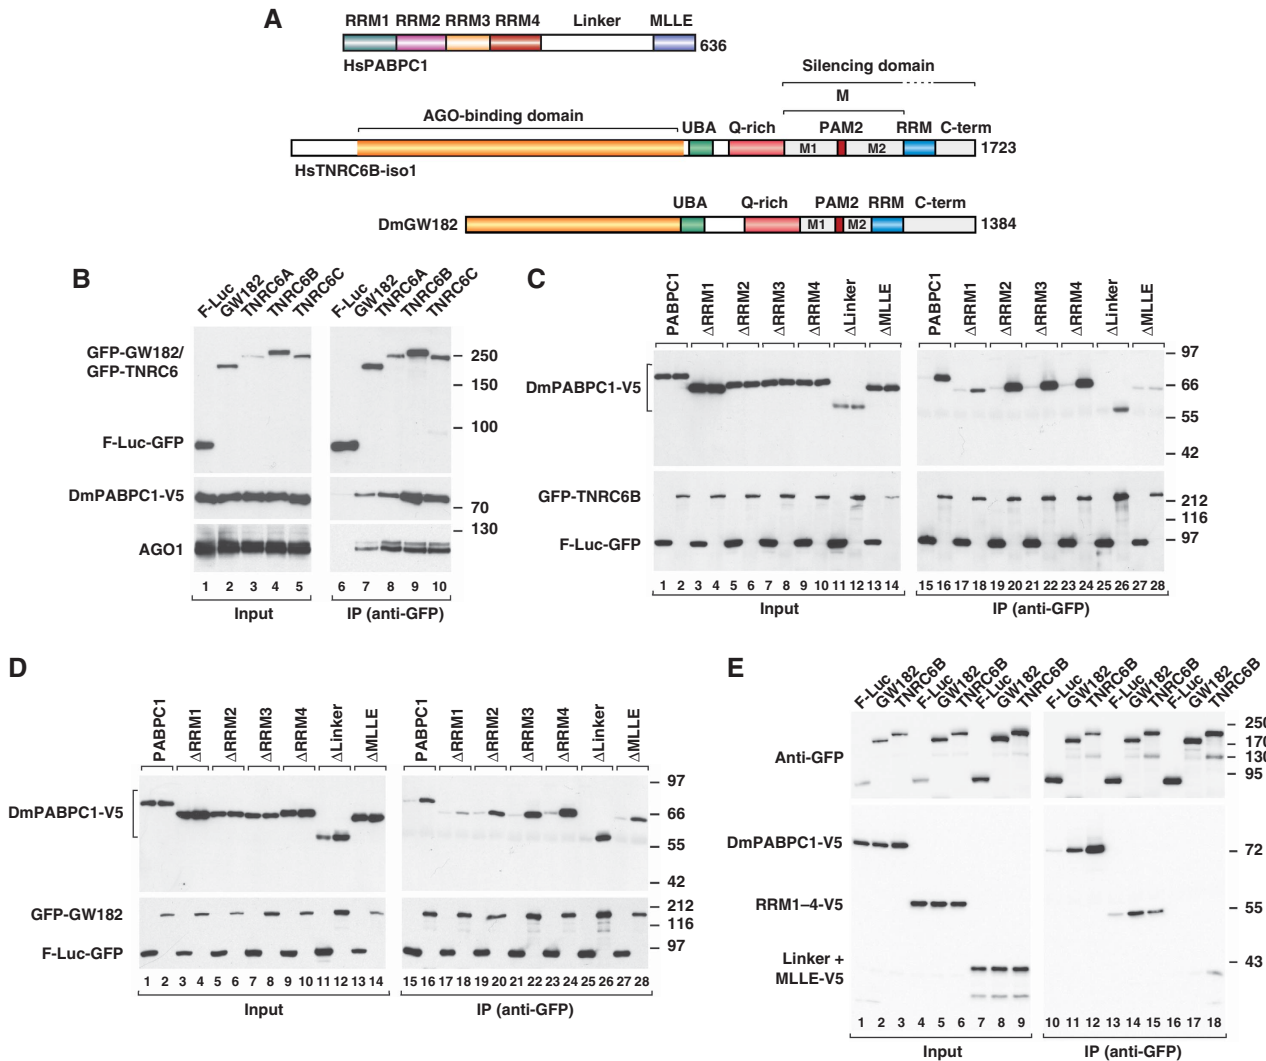 A
RRM1 RRM2 RRM3 RRM4 Linker MLLE
636
HsPABPC1
Silencing domain
M
AGO-binding domain
UBA Q-rich PAM2 RRM C-term
M1 M2
1723
HsTNRC6B-iso1
UBA Q-rich PAM2 RRM C-term
DmGW182
M1 M2
1384
B
F-Luc GW182 TNRC6A TNRC6B TNRC6C F-Luc GW182 TNRC6A TNRC6B TNRC6C
GFP-GW182/
GFP-TNRC6
250
150
100
F-Luc-GFP
DmPABPC1-V5
70
130
AGO1
1 2 3 4 5 6 7 8 9 10
Input IP (anti-GFP)
C
PABPC1 ΔRRM1 ΔRRM2 ΔRRM3 ΔRRM4 ΔLinker ΔMLLE PABPC1 ΔRRM1 ΔRRM2 ΔRRM3 ΔRRM4 ΔLinker ΔMLLE
97
DmPABPC1-V5
66
55
42
GFP-TNRC6B
212
116
F-Luc-GFP
97
1 2 3 4 5 6 7 8 9 10 11 12 13 14 15 16 17 18 19 20 21 22 23 24 25 26 27 28
Input IP (anti-GFP)
D
PABPC1 ΔRRM1 ΔRRM2 ΔRRM3 ΔRRM4 ΔLinker ΔMLLE PABPC1 ΔRRM1 ΔRRM2 ΔRRM3 ΔRRM4 ΔLinker ΔMLLE
97
DmPABPC1-V5
66
55
42
GFP-GW182
212
116
F-Luc-GFP
97
1 2 3 4 5 6 7 8 9 10 11 12 13 14 15 16 17 18 19 20 21 22 23 24 25 26 27 28
Input IP (anti-GFP)
E
F-Luc GW182 TNRC6B F-Luc GW182 TNRC6B F-Luc GW182 TNRC6B F-Luc GW182 TNRC6B F-Luc GW182 TNRC6B F-Luc GW182 TNRC6B
250
170
130
95
Anti-GFP
DmPABPC1-V5
72
RRM1–4-V5
55
Linker +
MLLE-V5
43
1 2 3 4 5 6 7 8 9 10 11 12 13 14 15 16 17 18
Input IP (anti-GFP)